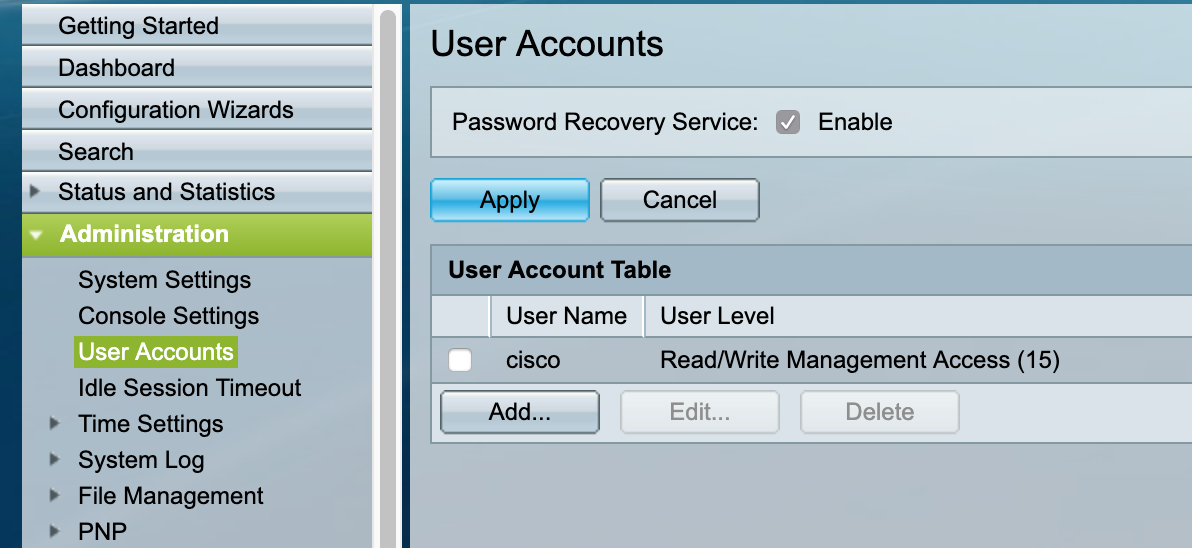 Getting Started
Dashboard
Configuration Wizards
Search
Status and Statistics
Administration
System Settings
Console Settings
User Accounts
Idle Session Timeout
Time Settings
System Log
File Management
PNP
User Accounts
Password Recovery Service: Enable
Apply Cancel
User Account Table
User Name User Level
cisco Read/Write Management Access (15)
Add... Edit... Delete